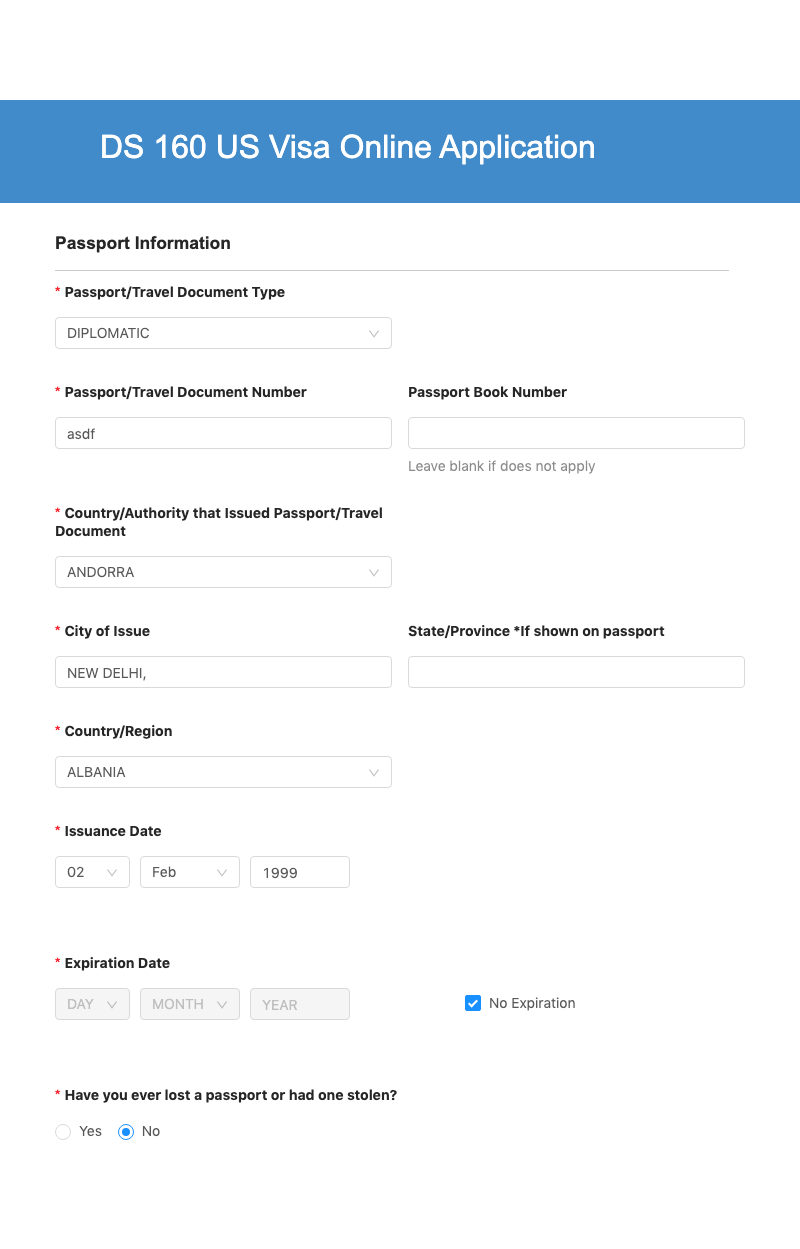 DS 160 US Visa Online Application
Passport Information
* Passport/Travel Document Type
DIPLOMATIC
* Passport/Travel Document Number
Passport Book Number
asdf
Leave blank if does not apply
* Country/Authority that Issued Passport/Travel
Document
ANDORRA
* City of Issue
State/Province *If shown on passport
NEW DELHI,
* Country/Region
ALBANIA
* Issuance Date
02 Feb 1999
* Expiration Date
DAY MONTH YEAR No Expiration
* Have you ever lost a passport or had one stolen?
Yes No